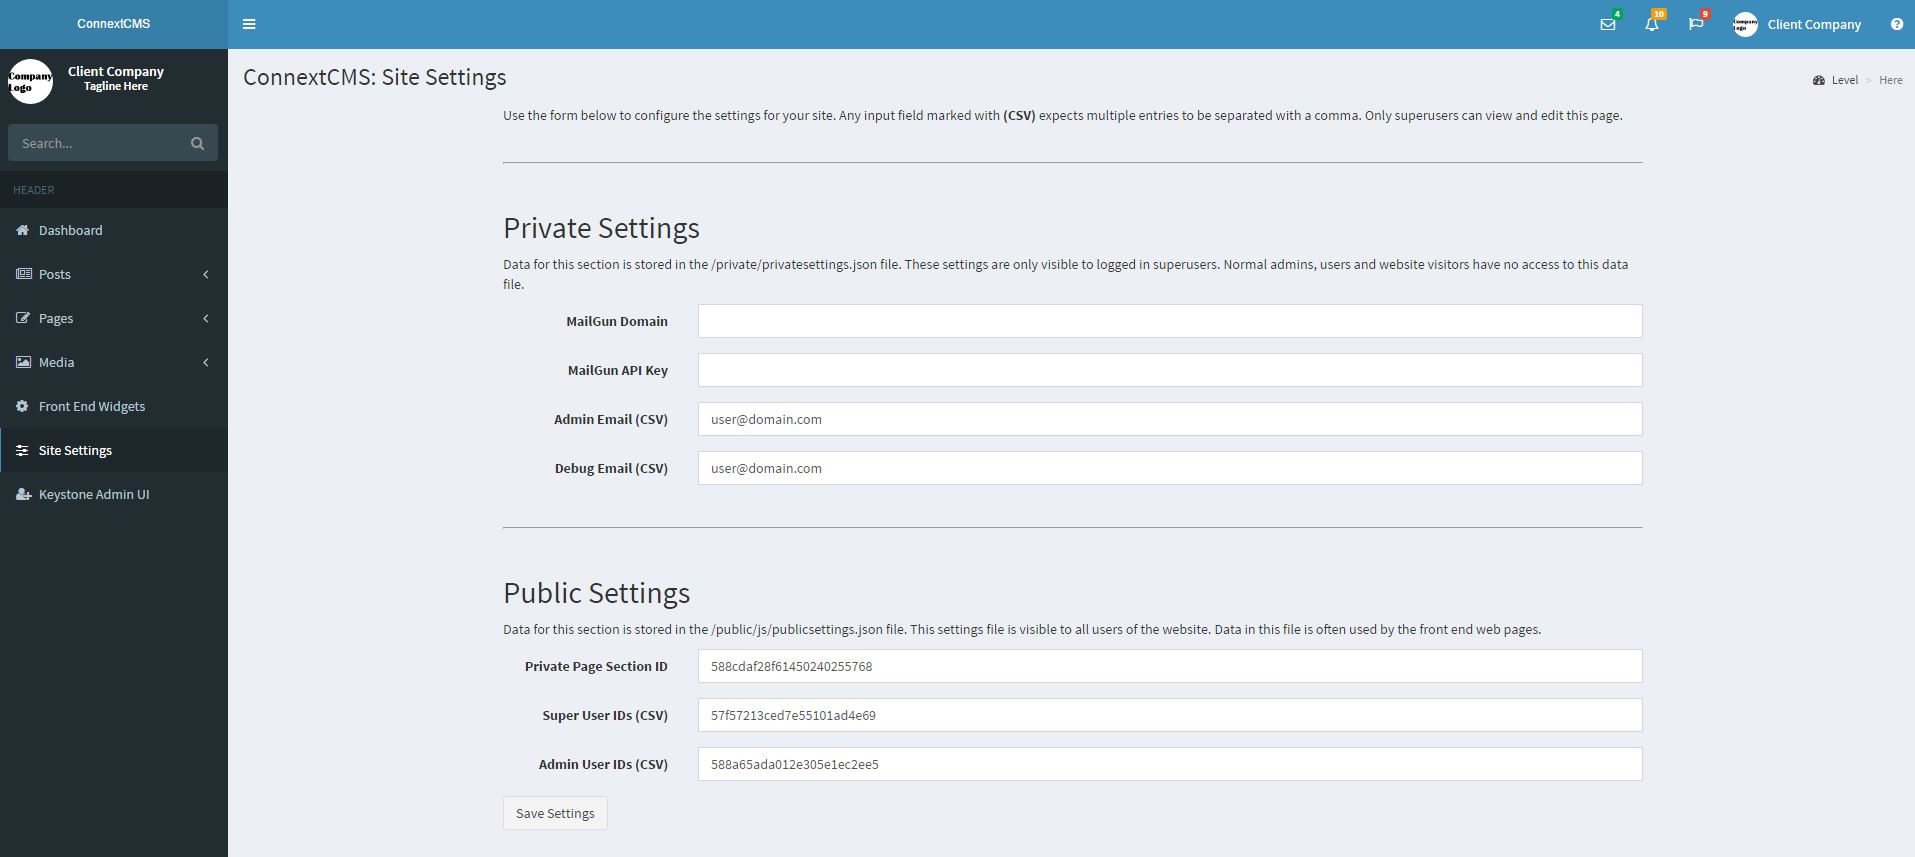 ConnextCMS
4
10
9
Company Logo
Client Company
Company
Logo
Client Company
Tagline Here
Search...
HEADER
Dashboard
Posts
Pages
Media
Front End Widgets
Site Settings
Keystone Admin UI
ConnextCMS: Site Settings
Level > Here
Use the form below to configure the settings for your site. Any input field marked with (CSV) expects multiple entries to be separated with a comma. Only superusers can view and edit this page.
Private Settings
Data for this section is stored in the /private/privatesettings.json file. These settings are only visible to logged in superusers. Normal admins, users and website visitors have no access to this data
file.
MailGun Domain
MailGun API Key
Admin Email (CSV) user@domain.com
Debug Email (CSV) user@domain.com
Public Settings
Data for this section is stored in the /public/js/publicsettings.json file. This settings file is visible to all users of the website. Data in this file is often used by the front end web pages.
Private Page Section ID 588cdaf28f61450240255768
Super User IDs (CSV) 57f57213ced7e55101ad4e69
Admin User IDs (CSV) 588a65ada012e305e1ec2ee5
Save Settings